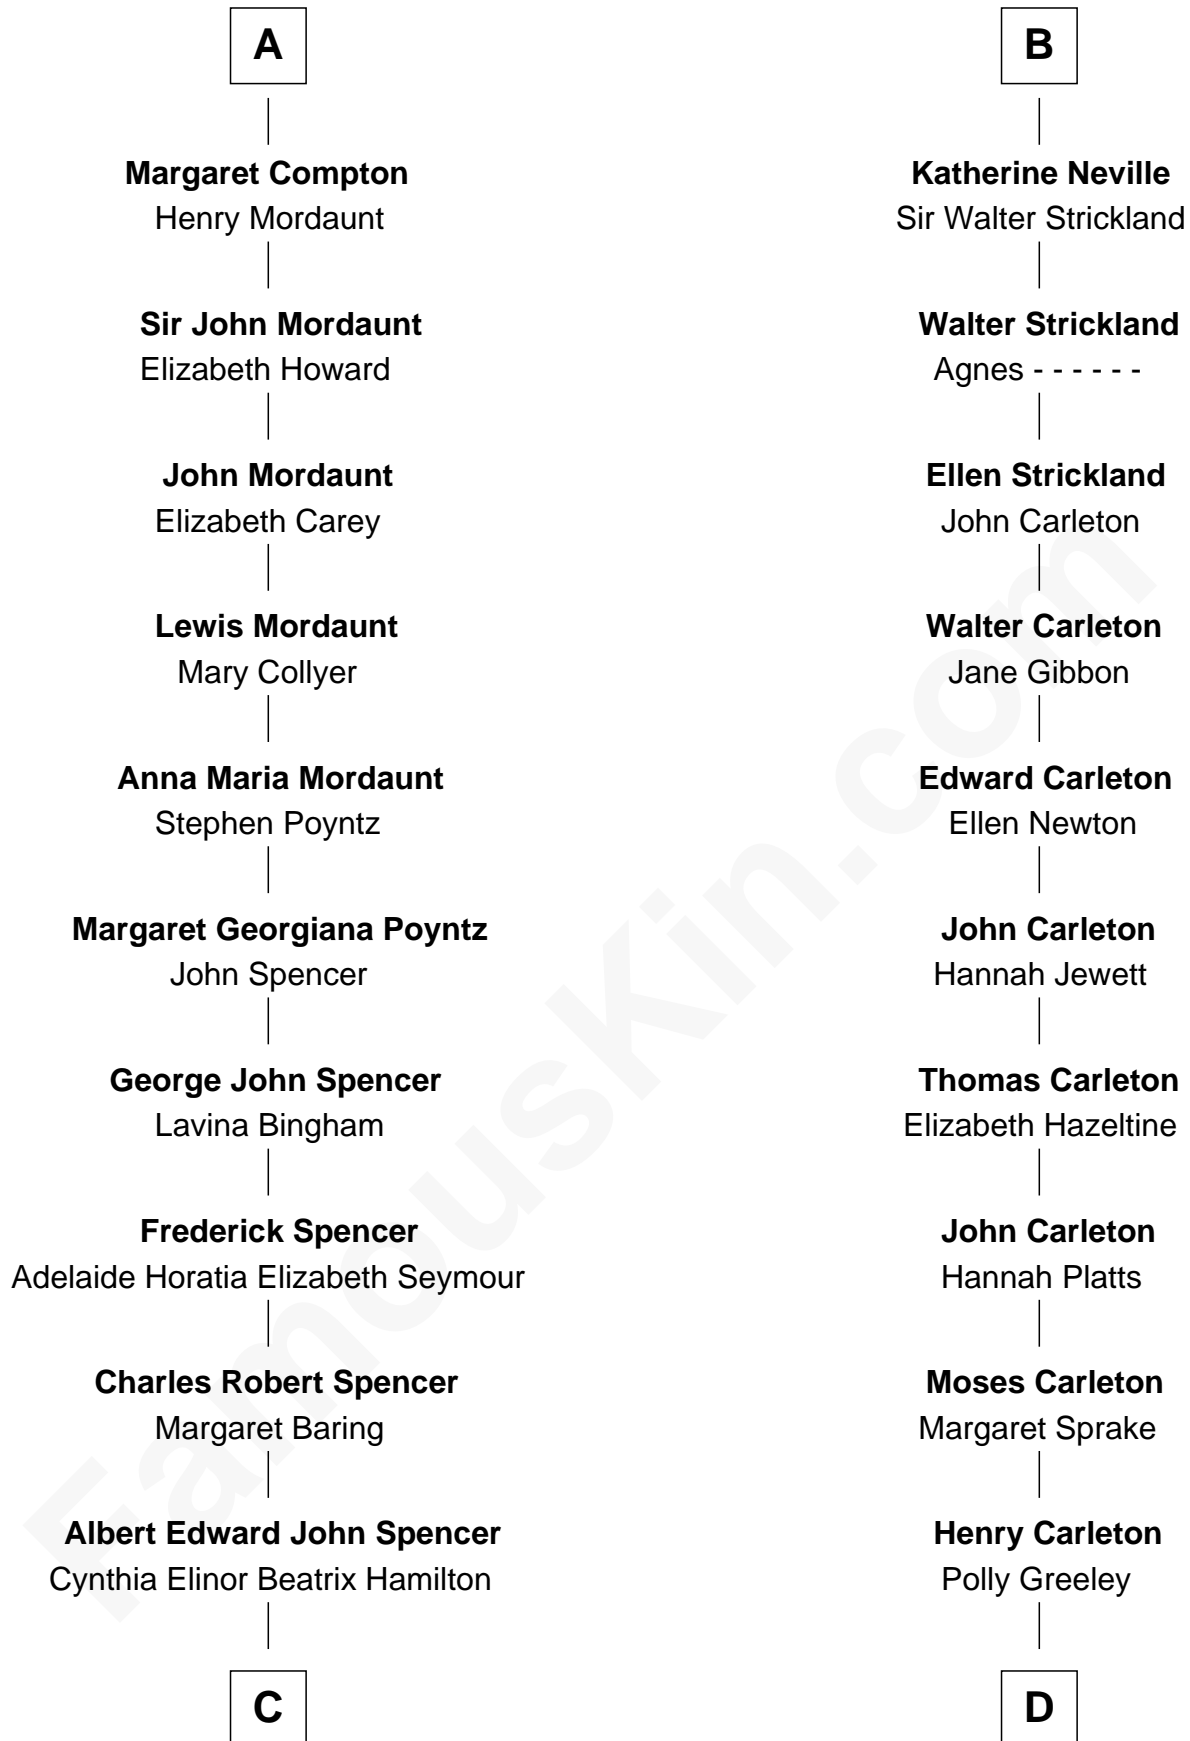 A
Margaret Compton
Henry Mordaunt
Sir John Mordaunt
Elizabeth Howard
John Mordaunt
Elizabeth Carey
Lewis Mordaunt
Mary Collyer
Anna Maria Mordaunt
Stephen Poyntz
Margaret Georgiana Poyntz
John Spencer
George John Spencer
Lavina Bingham
Frederick Spencer
Adelaide Horatia Elizabeth Seymour
Charles Robert Spencer
Margaret Baring
Albert Edward John Spencer
Cynthia Elinor Beatrix Hamilton
C
B
Katherine Neville
Sir Walter Strickland
Walter Strickland
Agnes - - - - - -
Ellen Strickland
John Carleton
Walter Carleton
Jane Gibbon
Edward Carleton
Ellen Newton
John Carleton
Hannah Jewett
Thomas Carleton
Elizabeth Hazeltine
John Carleton
Hannah Platts
Moses Carleton
Margaret Sprake
Henry Carleton
Polly Greeley
D
FamousKin.com